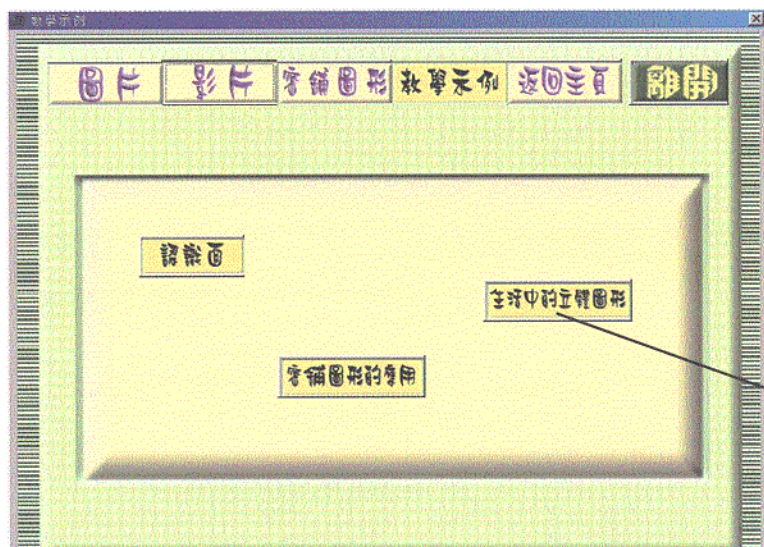 教學示例
圖片 影片 密鋪圖形 教學示例 返回主頁 離開
認識面
生活中的立體圖形
密鋪圖形的應用